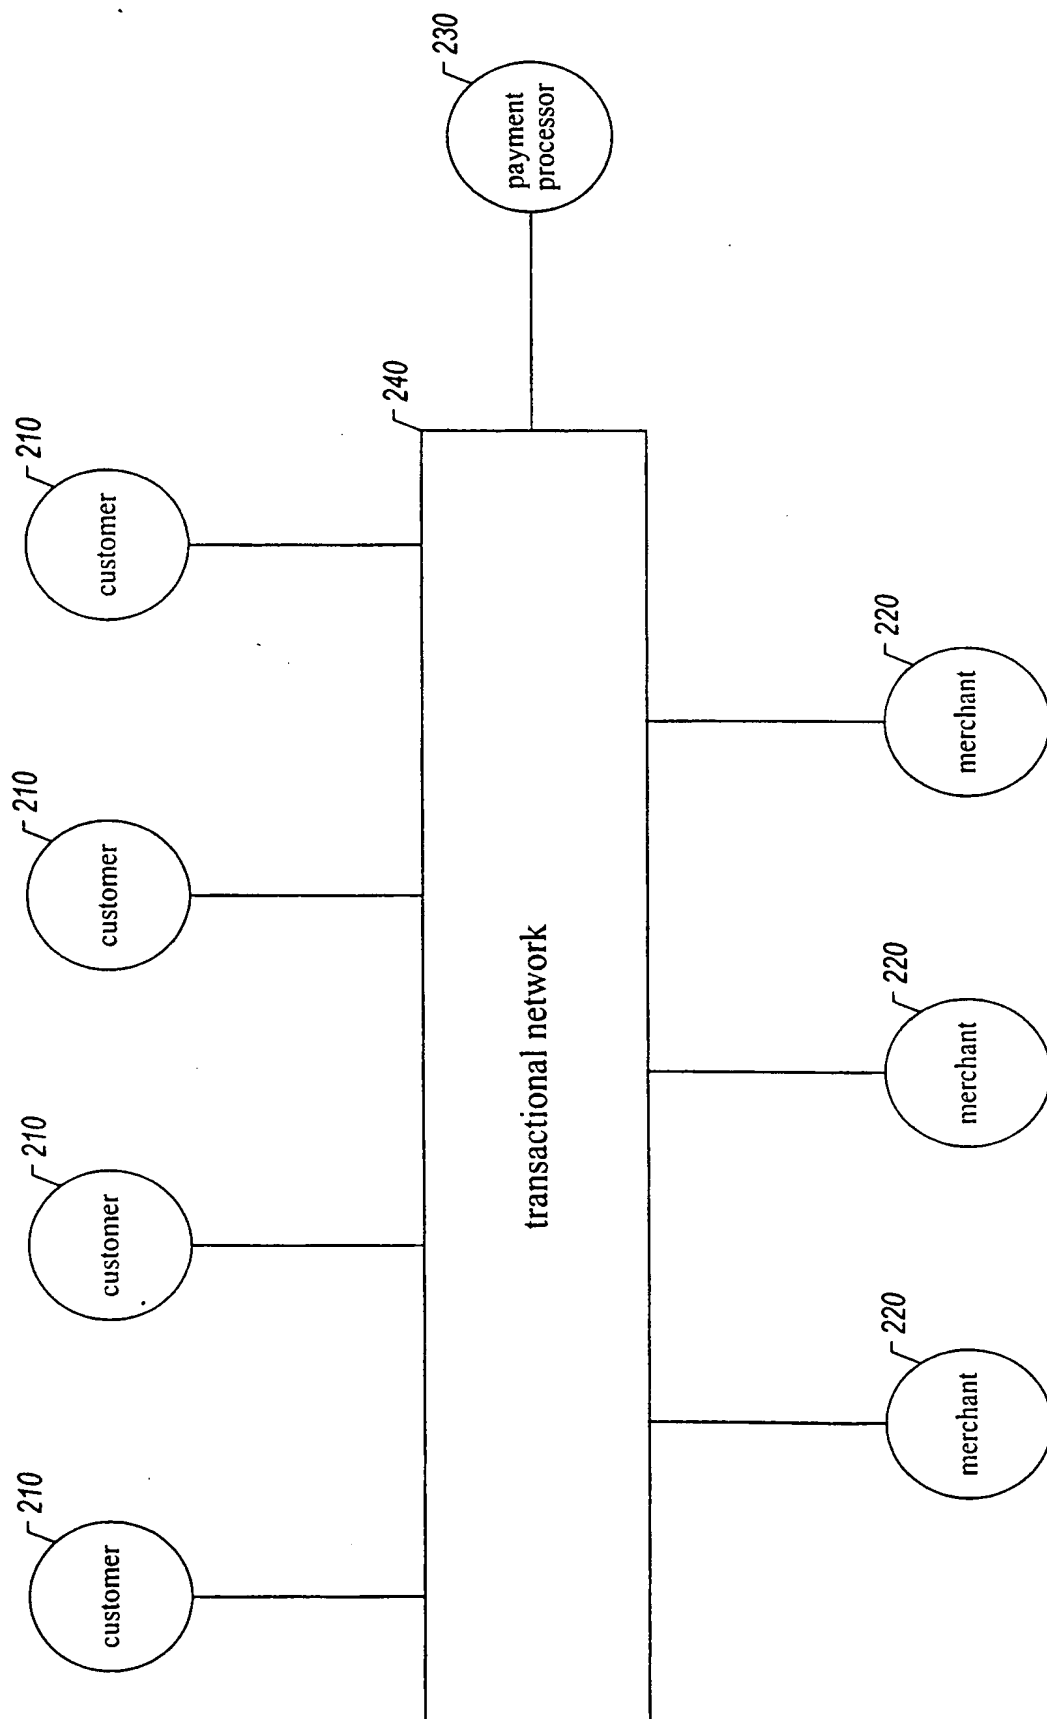 210
customer
210
customer
210
customer
210
customer
240
transactional network
230
payment
processor
220
merchant
220
merchant
220
merchant